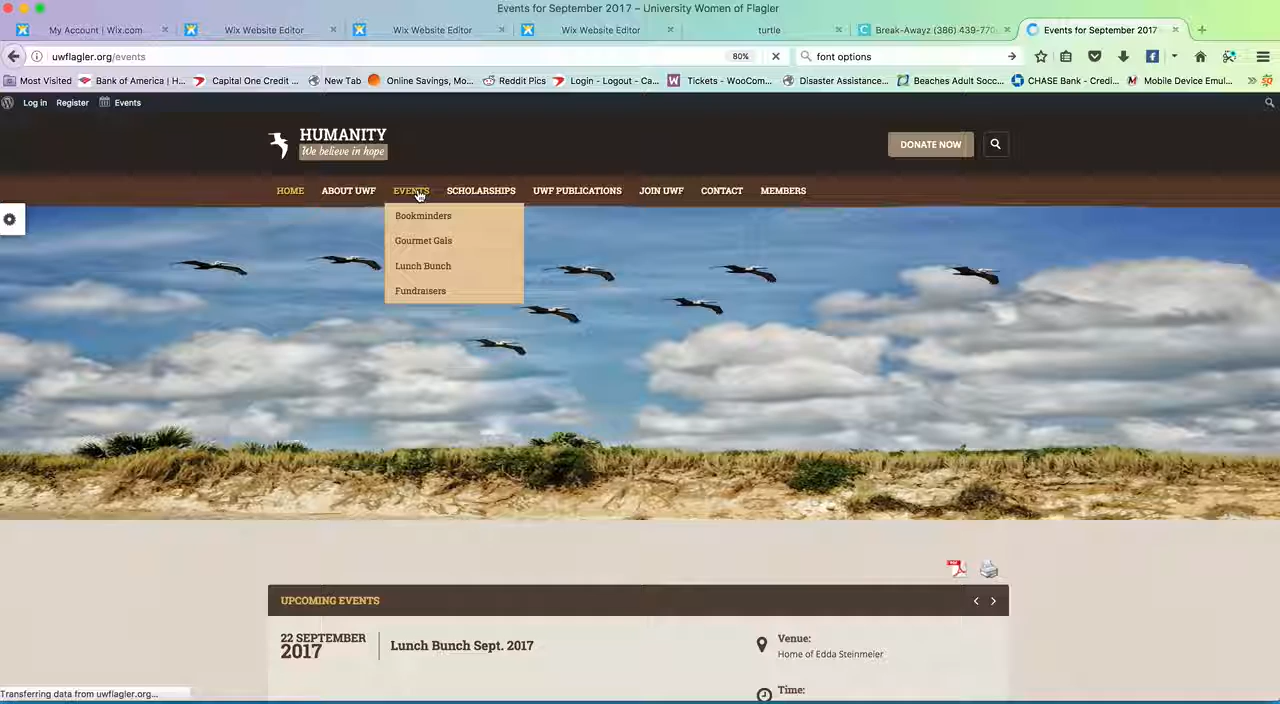 Events for September 2017 – University Women of Flagler
My Account | Wix.com
Wix Website Editor
Wix Website Editor
Wix Website Editor
turtle
Break-Awayz (386) 439-770
Events for September 2017
uwflagler.org/events
80%
font options
Most Visited
Bank of America | H...
Capital One Credit ...
New Tab
Online Savings, Mo...
Reddit Pics
Login - Logout - Ca...
Tickets - WooCom...
Disaster Assistance...
Beaches Adult Socc...
CHASE Bank - Credi...
Mobile Device Emul...
Log in
Register
Events
HUMANITY
We believe in hope
DONATE NOW
HOME
ABOUT UWF
EVENTS
SCHOLARSHIPS
UWF PUBLICATIONS
JOIN UWF
CONTACT
MEMBERS
Bookminders
Gourmet Gals
Lunch Bunch
Fundraisers
UPCOMING EVENTS
22 SEPTEMBER
2017
Lunch Bunch Sept. 2017
Venue:
Home of Edda Steinmeier
Time:
Transferring data from uwflagler.org...